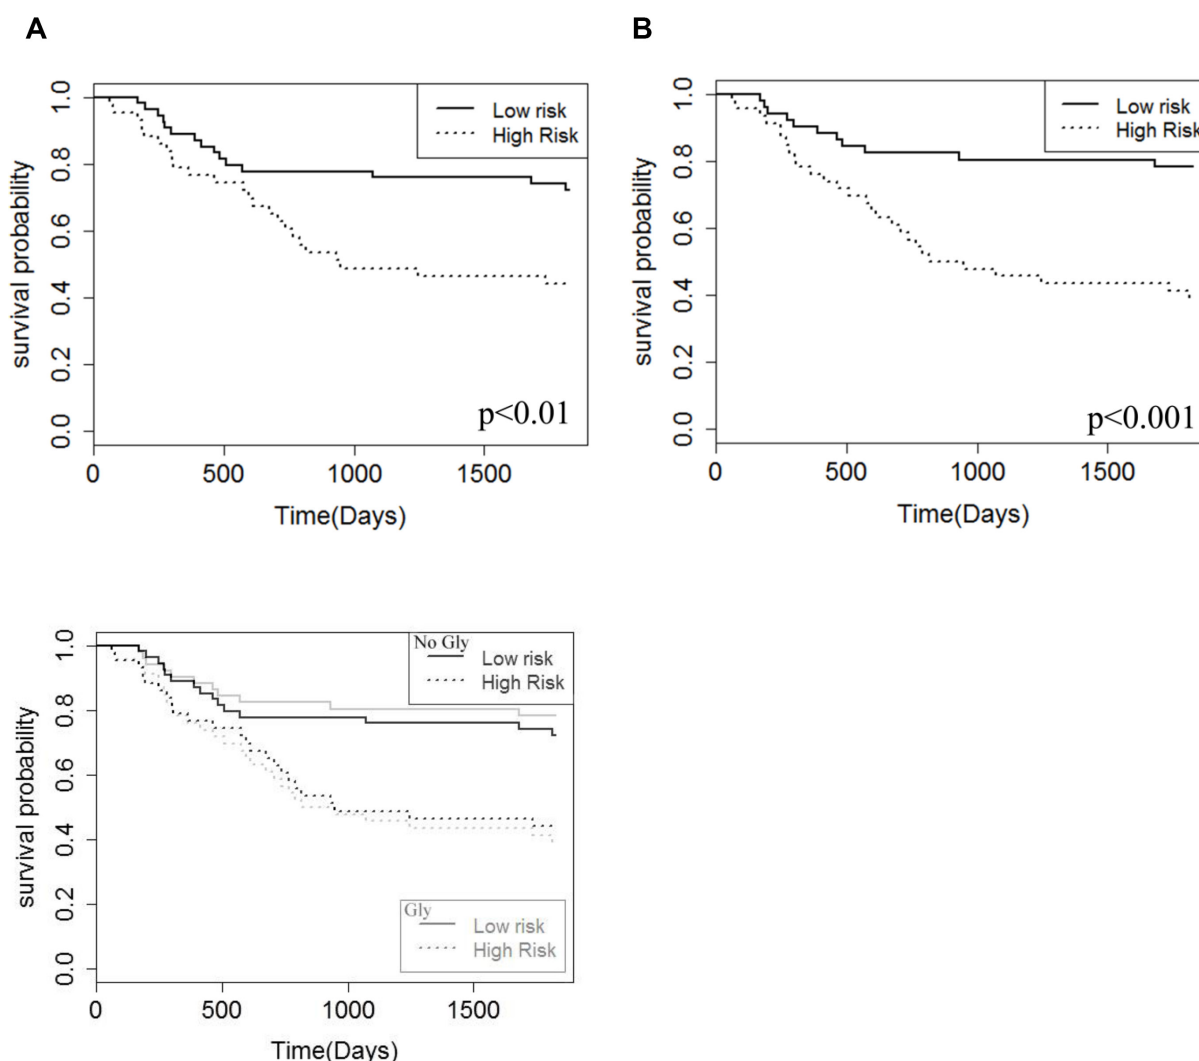 A
survival probability
0.0 0.2 0.4 0.6 0.8 1.0
Low risk
High Risk
p<0.01
0 500 1000 1500
Time(Days)
B
survival probability
0.0 0.2 0.4 0.6 0.8 1.0
Low risk
High Risk
p<0.001
0 500 1000 1500
Time(Days)
survival probability
0.0 0.2 0.4 0.6 0.8 1.0
No Gly
Low risk
High Risk
Gly
Low risk
High Risk
0 500 1000 1500
Time(Days)